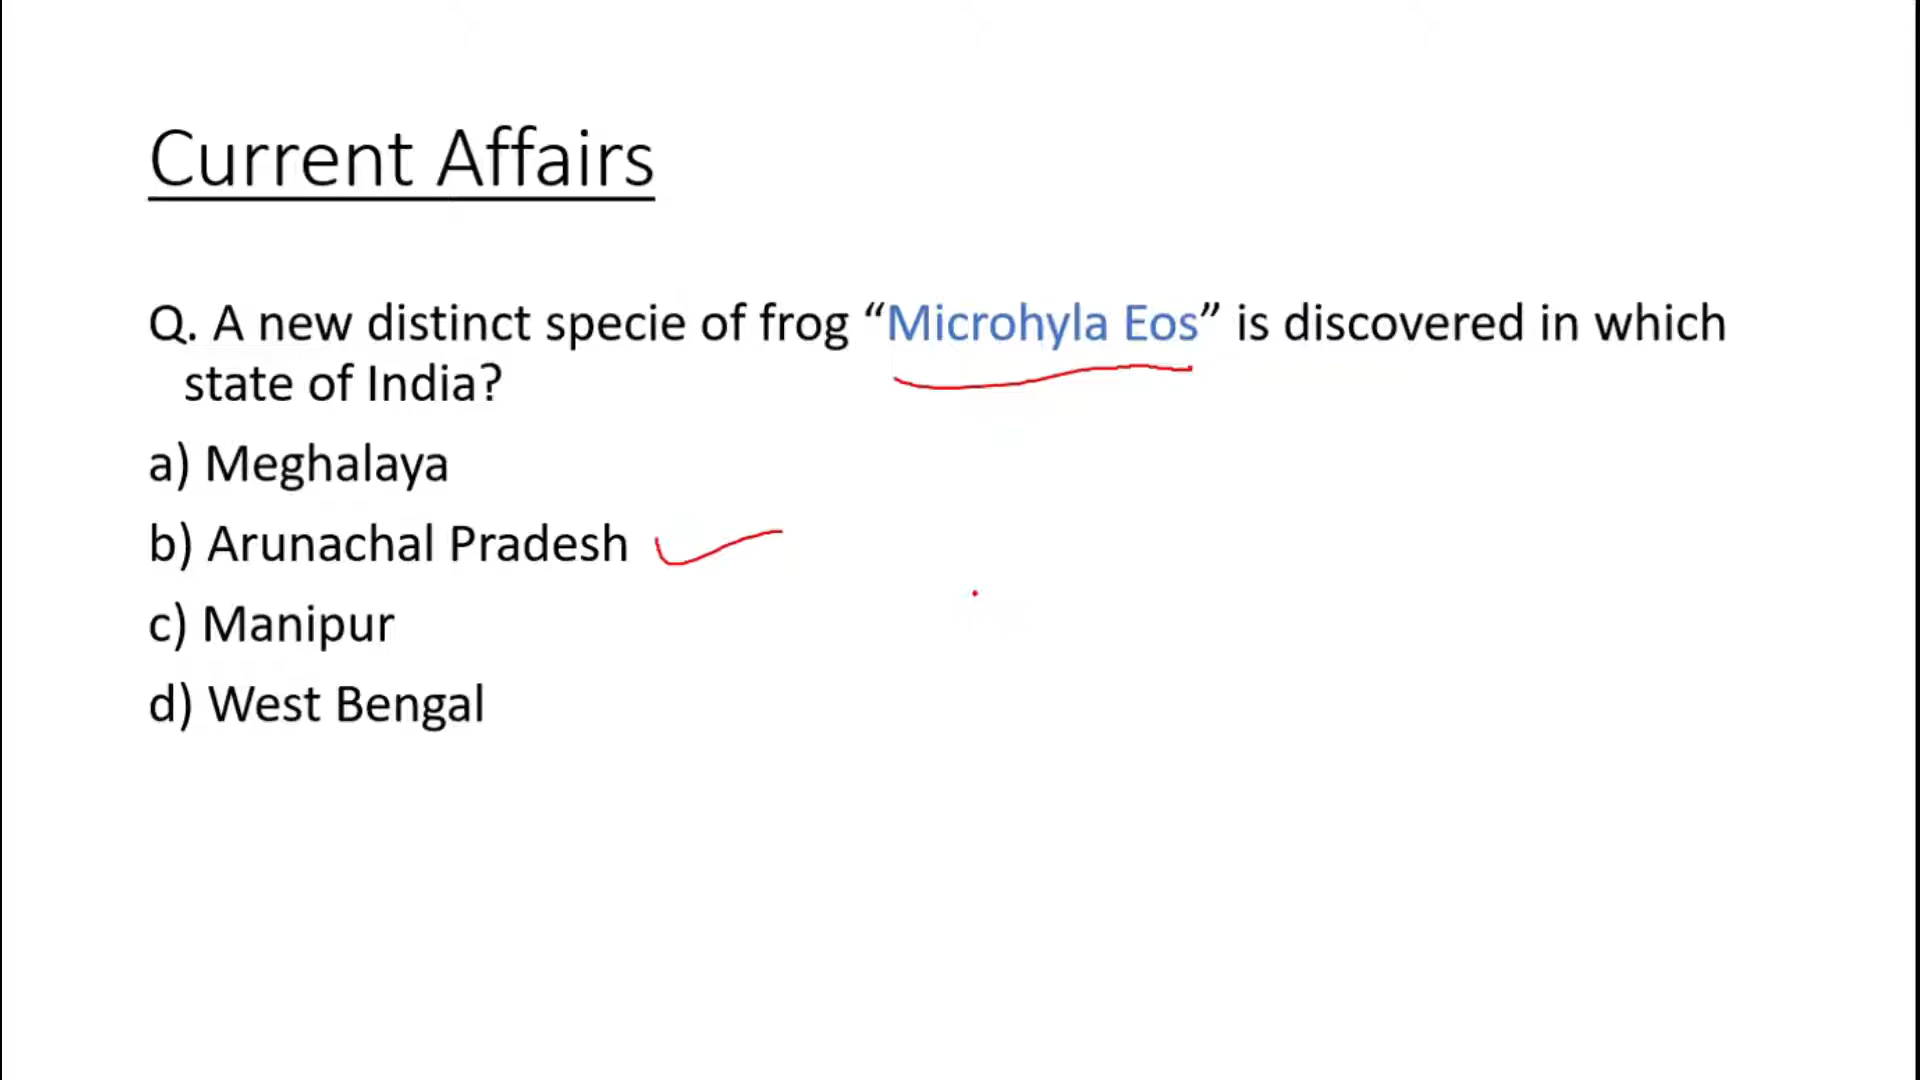 Current Affairs
Q. A new distinct specie of frog “Microhyla Eos” is discovered in which
state of India?
a) Meghalaya
b) Arunachal Pradesh
c) Manipur
d) West Bengal